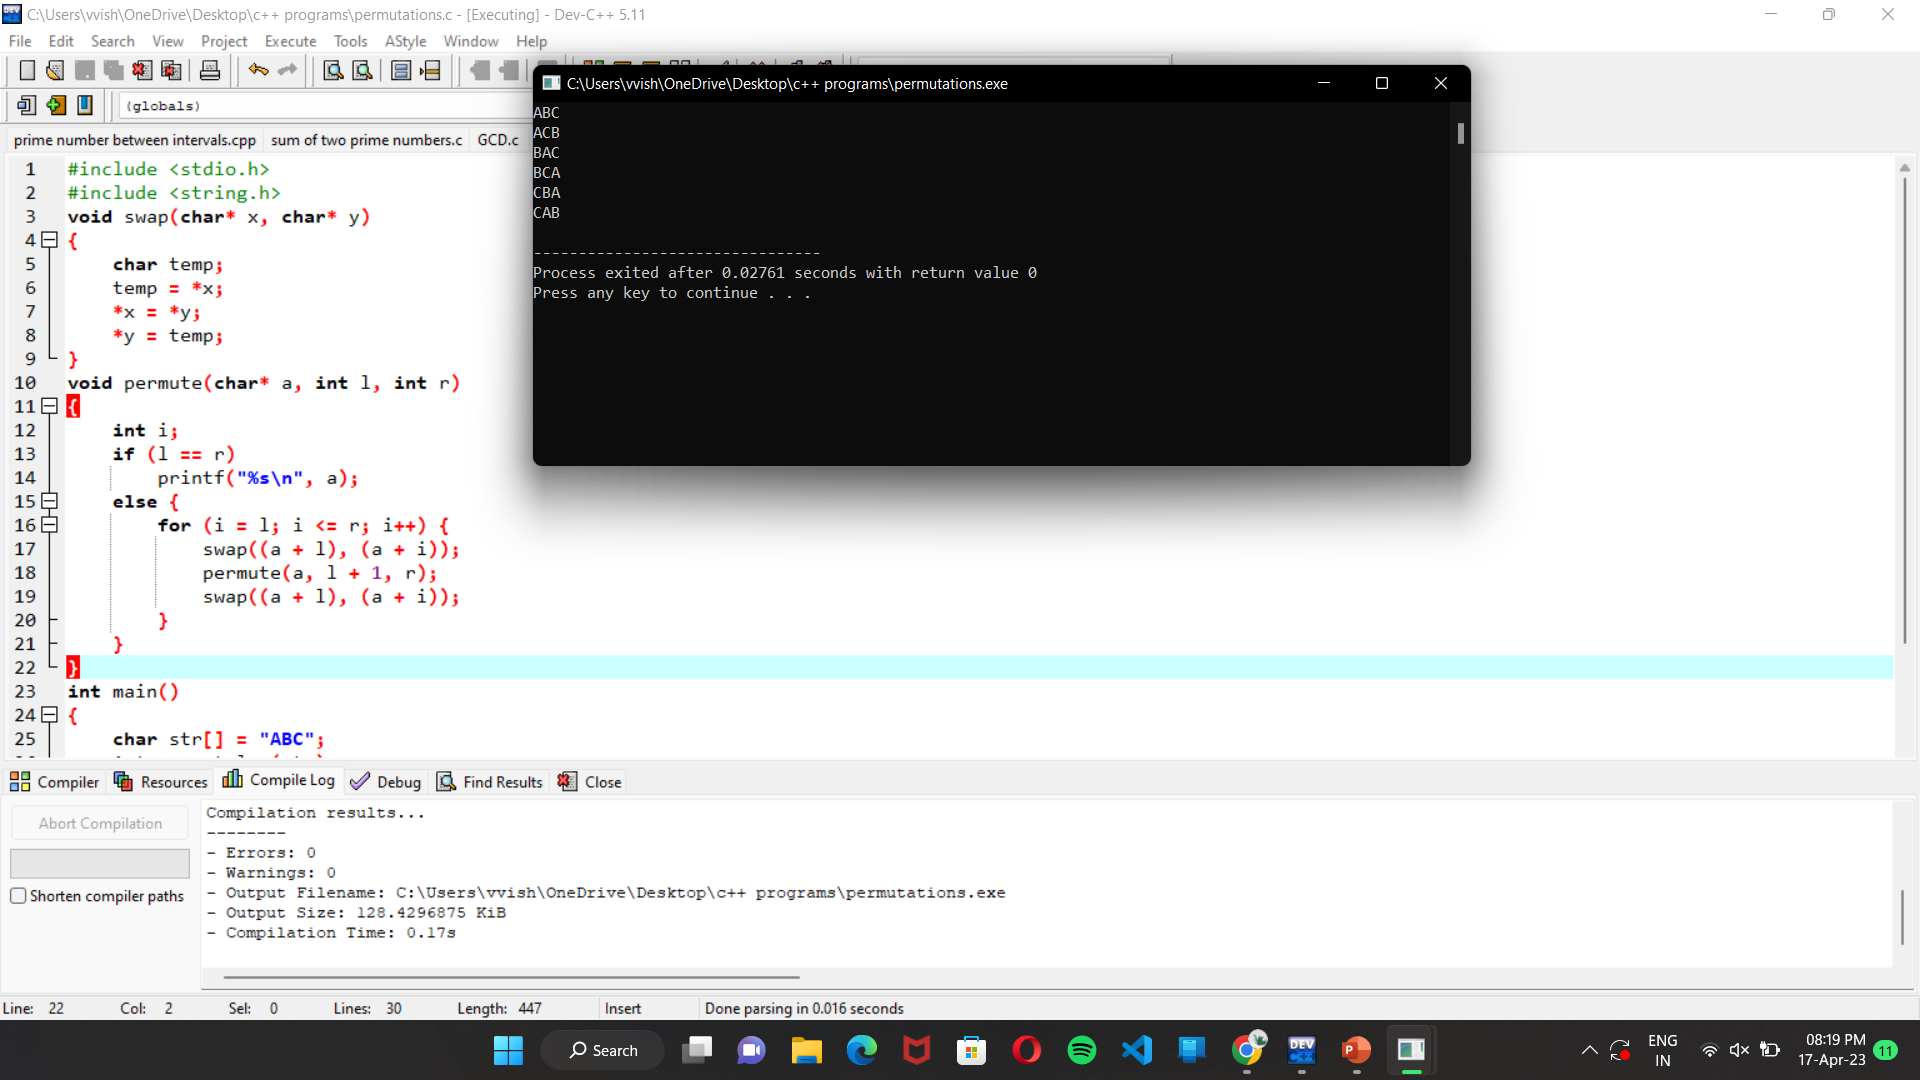 C:\Users\vvish\OneDrive\Desktop\c++ programs\permutations.c - [Executing] - Dev-C++ 5.11
File Edit Search View Project Execute Tools AStyle Window Help
(globals)
prime number between intervals.cpp sum of two prime numbers.c GCD.c
C:\Users\vvish\OneDrive\Desktop\c++ programs\permutations.exe
ABC
ACB
BAC
BCA
CBA
CAB
--------------------------------
Process exited after 0.02761 seconds with return value 0
Press any key to continue . . .
1 #include <stdio.h>
2 #include <string.h>
3 void swap(char* x, char* y)
4 {
5 char temp;
6 temp = *x;
7 *x = *y;
8 *y = temp;
9 }
10 void permute(char* a, int l, int r)
11 {
12 int i;
13 if (l == r)
14 printf("%s\n", a);
15 else {
16 for (i = l; i <= r; i++) {
17 swap((a + l), (a + i));
18 permute(a, l + 1, r);
19 swap((a + l), (a + i));
20 }
21 }
22 }
23 int main()
24 {
25 char str[] = "ABC";
Compiler Resources Compile Log Debug Find Results Close
Abort Compilation
Shorten compiler paths
Compilation results...
--------
- Errors: 0
- Warnings: 0
- Output Filename: C:\Users\vvish\OneDrive\Desktop\c++ programs\permutations.exe
- Output Size: 128.4296875 KiB
- Compilation Time: 0.17s
Line: 22 Col: 2 Sel: 0 Lines: 30 Length: 447 Insert Done parsing in 0.016 seconds
Search
DEV
C++
ENG
IN
08:19 PM
17-Apr-23
11